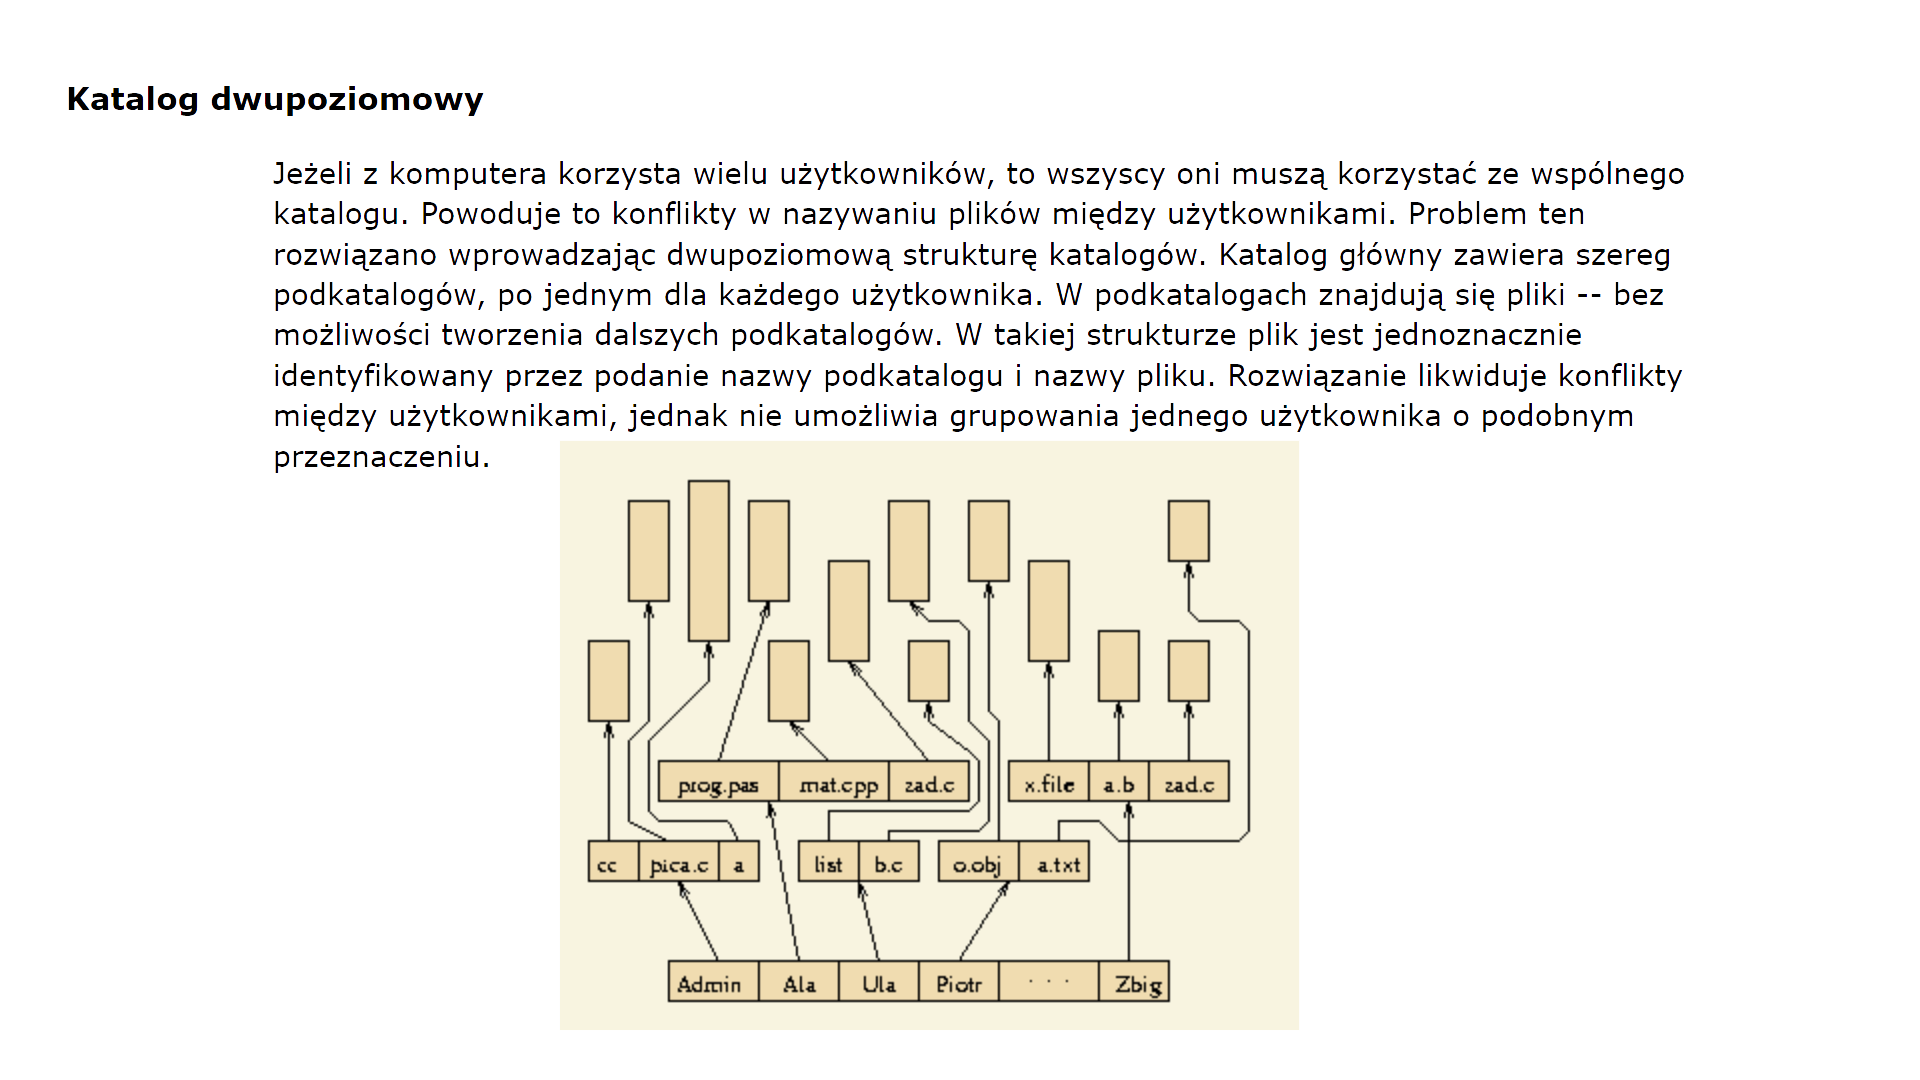 Katalog dwupoziomowy
Jeżeli z komputera korzysta wielu użytkowników, to wszyscy oni muszą korzystać ze wspólnego
katalogu. Powoduje to konflikty w nazywaniu plików między użytkownikami. Problem ten
rozwiązano wprowadzając dwupoziomową strukturę katalogów. Katalog główny zawiera szereg
podkatalogów, po jednym dla każdego użytkownika. W podkatalogach znajdują się pliki -- bez
możliwości tworzenia dalszych podkatalogów. W takiej strukturze plik jest jednoznacznie
identyfikowany przez podanie nazwy podkatalogu i nazwy pliku. Rozwiązanie likwiduje konflikty
między użytkownikami, jednak nie umożliwia grupowania jednego użytkownika o podobnym
przeznaczeniu.
prog.pas mat.cpp zad.c x.file a.b zad.c
cc pica.c a list b.c o.obj a.txt
Admin Ala Ula Piotr . . . Zbig